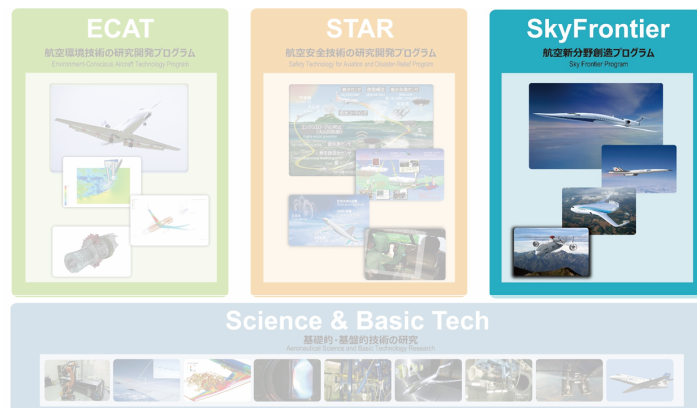 ECAT
航空環境技術の研究開発プログラム
Environment-Conscious Aircraft Technology Program
STAR
航空安全技術の研究開発プログラム
Safety Technology for Aviation and Disaster-Relief Program
SkyFrontier
航空新分野創造プログラム
Sky Frontier Program
Science & Basic Tech
基礎的・基盤的技術の研究
Aeronautical Science and Basic Technology Research